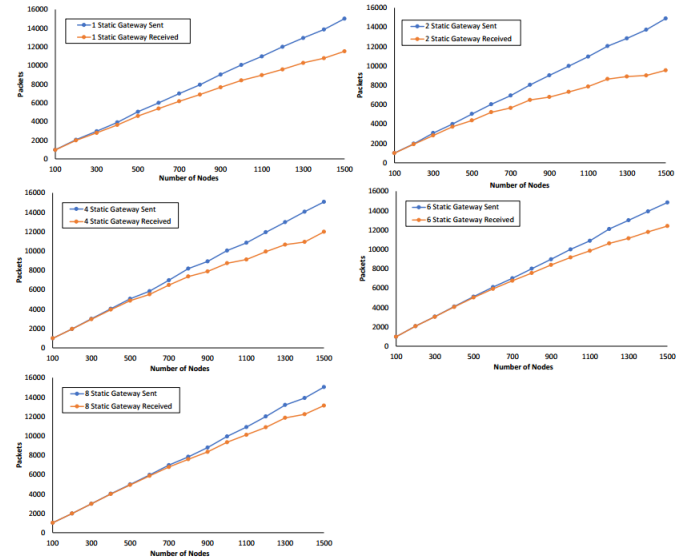 16000
14000
12000
10000
8000
6000
4000
2000
0
Packets
1 Static Gateway Sent
1 Static Gateway Received
100 300 500 700 900 1100 1300 1500
Number of Nodes
16000
14000
12000
10000
8000
6000
4000
2000
0
Packets
2 Static Gateway Sent
2 Static Gateway Received
100 300 500 700 900 1100 1300 1500
Number of Nodes
16000
14000
12000
10000
8000
6000
4000
2000
0
Packets
4 Static Gateway Sent
4 Static Gateway Received
100 300 500 700 900 1100 1300 1500
Number of Nodes
16000
14000
12000
10000
8000
6000
4000
2000
0
Packets
6 Static Gateway Sent
6 Static Gateway Received
100 300 500 700 900 1100 1300 1500
Number of Nodes
16000
14000
12000
10000
8000
6000
4000
2000
0
Packets
8 Static Gateway Sent
8 Static Gateway Received
100 300 500 700 900 1100 1300 1500
Number of Nodes